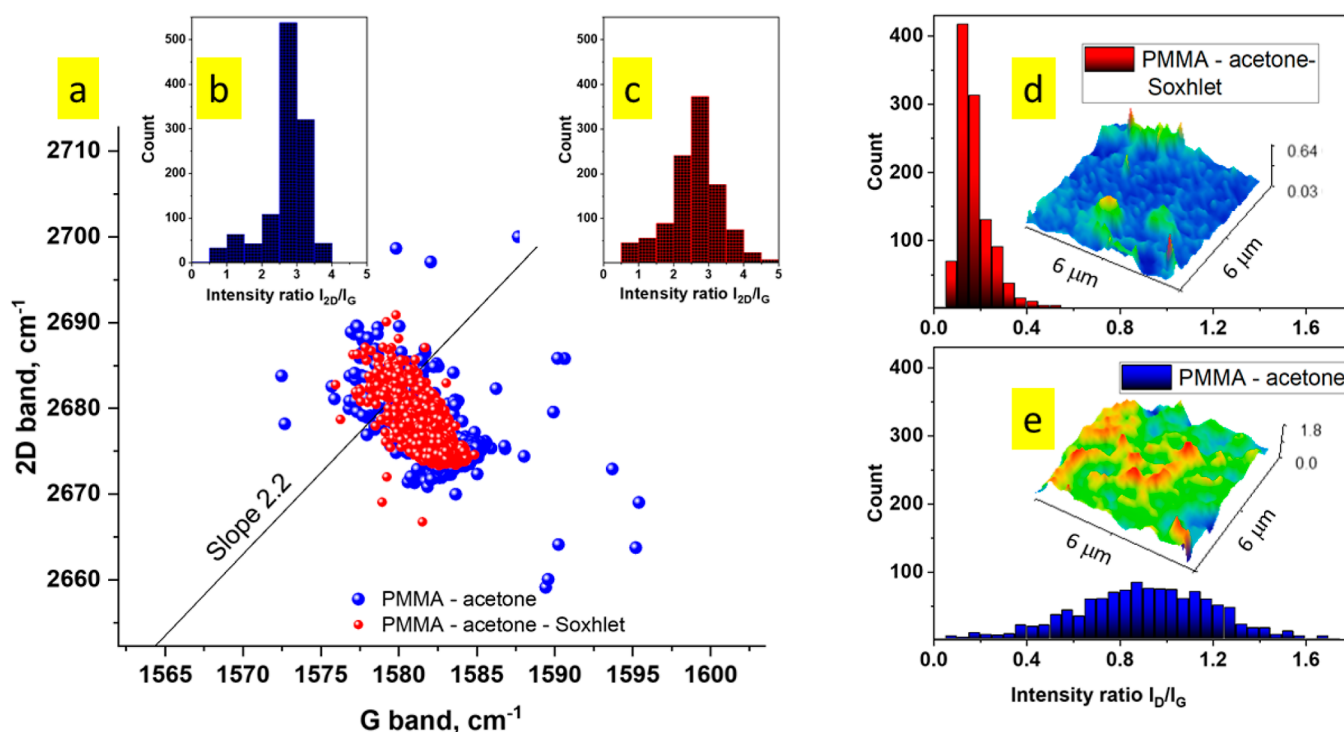 a
2D band, cm-1
2710
2700
2690
2680
2670
2660
1565 1570 1575 1580 1585 1590 1595 1600
G band, cm-1
Slope 2.2
PMMA - acetone
PMMA - acetone - Soxhlet
b
Count
500
400
300
200
100
0
0 1 2 3 4 5
Intensity ratio I2D/IG
c
Count
500
400
300
200
100
0
0 1 2 3 4 5
Intensity ratio I2D/IG
d
Count
400
300
200
100
0.0 0.4 0.8 1.2 1.6
PMMA - acetone-
Soxhlet
0.64
0.03
6 µm
6 µm
e
Count
400
300
200
100
0.0 0.4 0.8 1.2 1.6
Intensity ratio ID/IG
PMMA - acetone
1.8
0.0
6 µm
6 µm